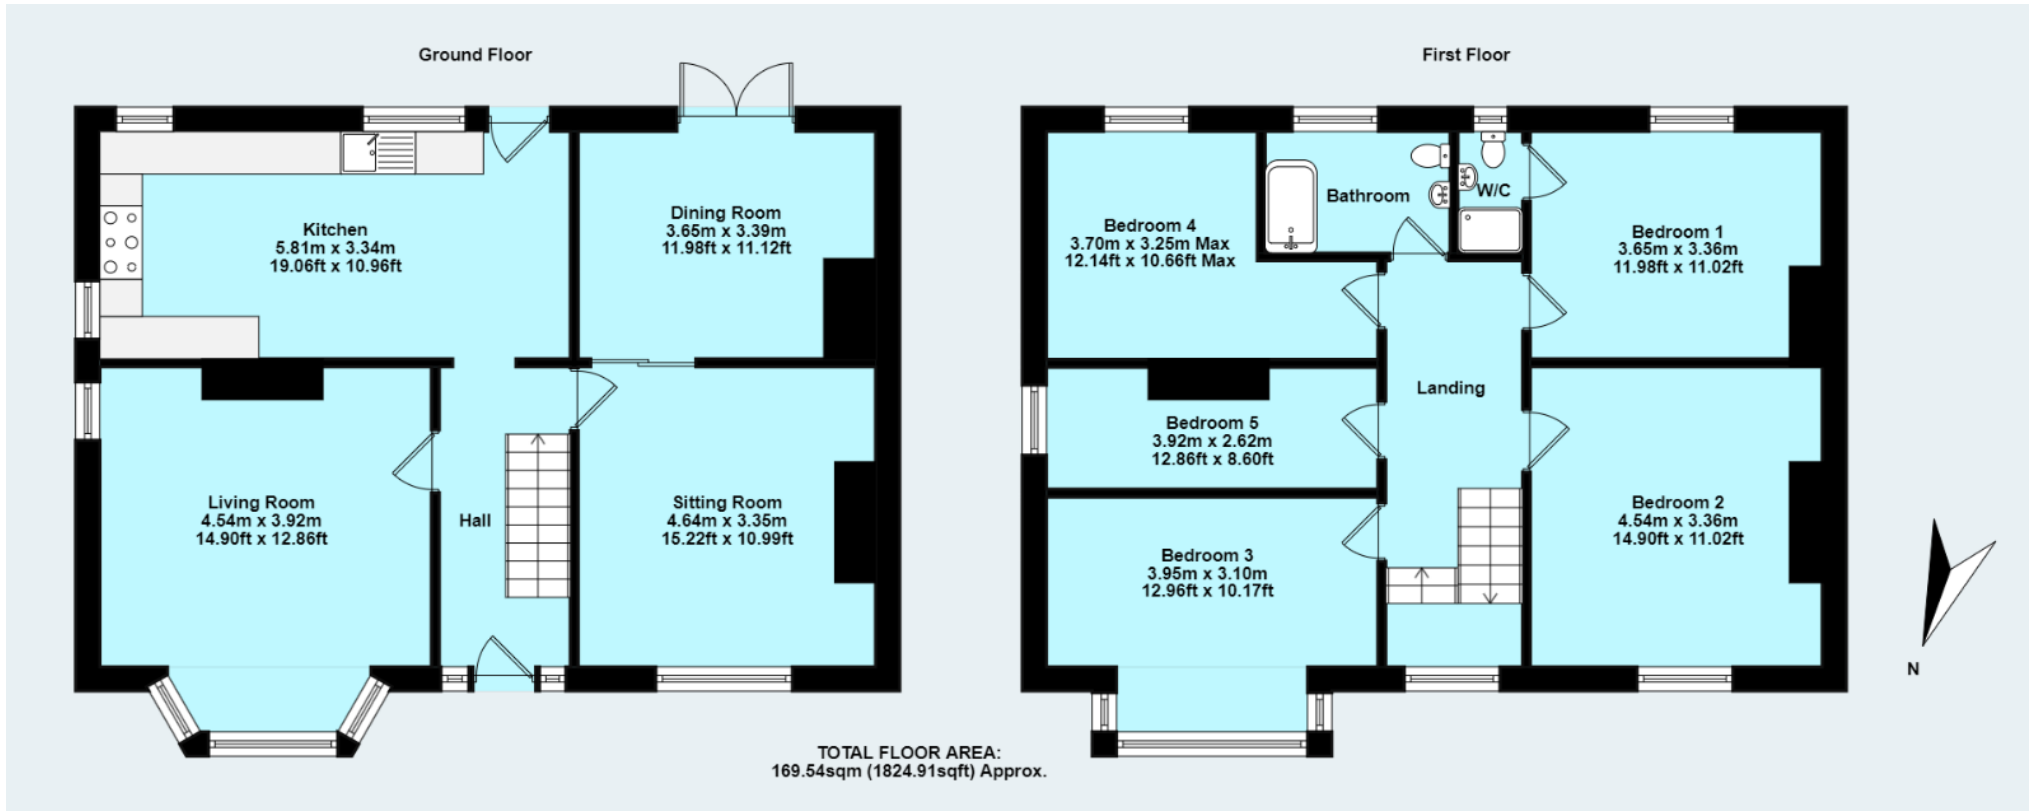 Ground Floor
Kitchen
5.81m x 3.34m
19.06ft x 10.96ft
Dining Room
3.65m x 3.39m
11.98ft x 11.12ft
Living Room
4.54m x 3.92m
14.90ft x 12.86ft
Hall
Sitting Room
4.64m x 3.35m
15.22ft x 10.99ft
First Floor
Bedroom 4
3.70m x 3.25m Max
12.14ft x 10.66ft Max
Bathroom
W/C
Bedroom 1
3.65m x 3.36m
11.98ft x 11.02ft
Landing
Bedroom 5
3.92m x 2.62m
12.86ft x 8.60ft
Bedroom 3
3.95m x 3.10m
12.96ft x 10.17ft
Bedroom 2
4.54m x 3.36m
14.90ft x 11.02ft
N
TOTAL FLOOR AREA:
169.54sqm (1824.91sqft) Approx.